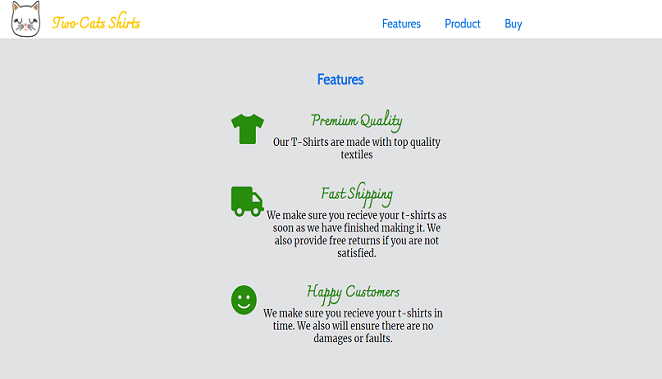 Two Cats Shirts
Features Product Buy
Features
Premium Quality
Our T-Shirts are made with top quality
textiles
Fast Shipping
We make sure you recieve your t-shirts as
soon as we have finished making it. We
also provide free returns if you are not
satisfied.
Happy Customers
We make sure you recieve your t-shirts in
time. We also will ensure there are no
damages or faults.